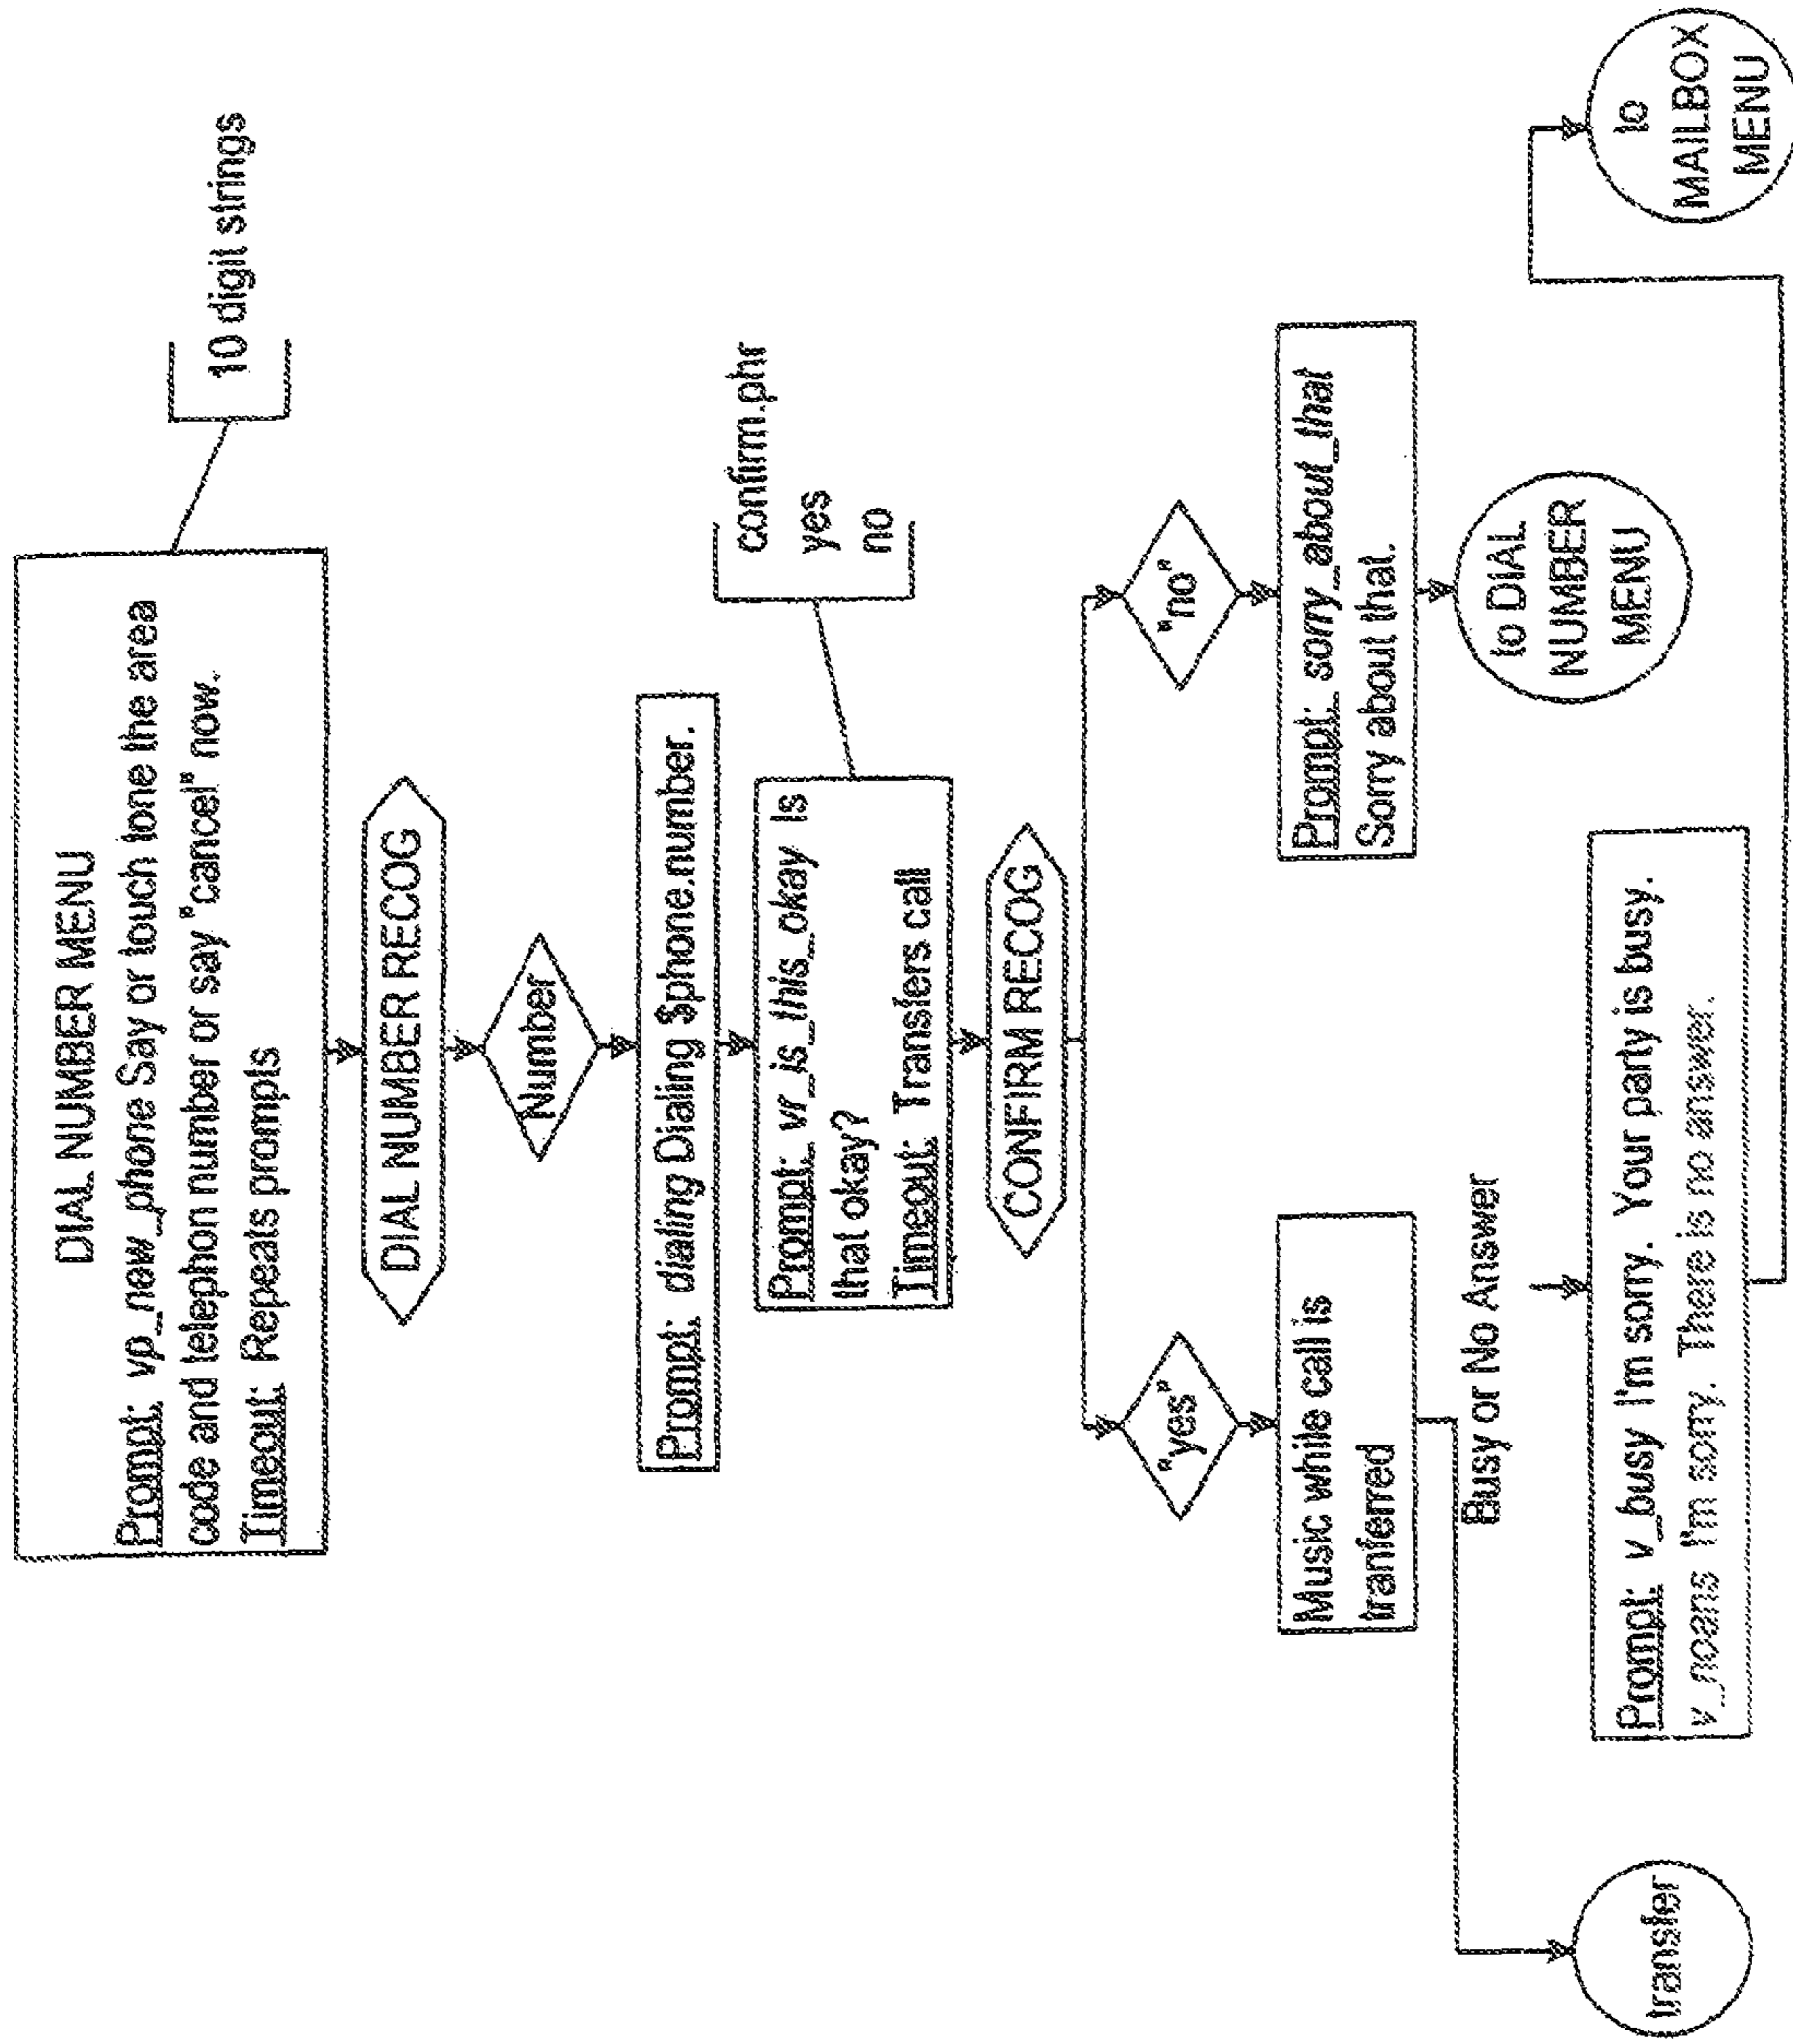 DIAL NUMBER MENU
Prompt: vp_new_phone Say or touch tone the area
code and telephon number or say "cancel" now.
Timeout: Repeats prompts
10 digit strings
DIAL NUMBER RECOG
Number
Prompt: dialing Dialing $phone.number.
Prompt: vr_is_this_okay Is
that okay?
Timeout: Transfers call
confirm.phr
yes
no
CONFIRM RECOG
"yes"
"no"
Music while call is
tranferred
Prompt: sorry_about_that
Sorry about that.
Busy or No Answer
to DIAL
NUMBER
MENU
Prompt: v_busy I'm sorry. Your party is busy.
v_noans I'm sorry. There is no answer.
transfer
to
MAILBOX
MENU